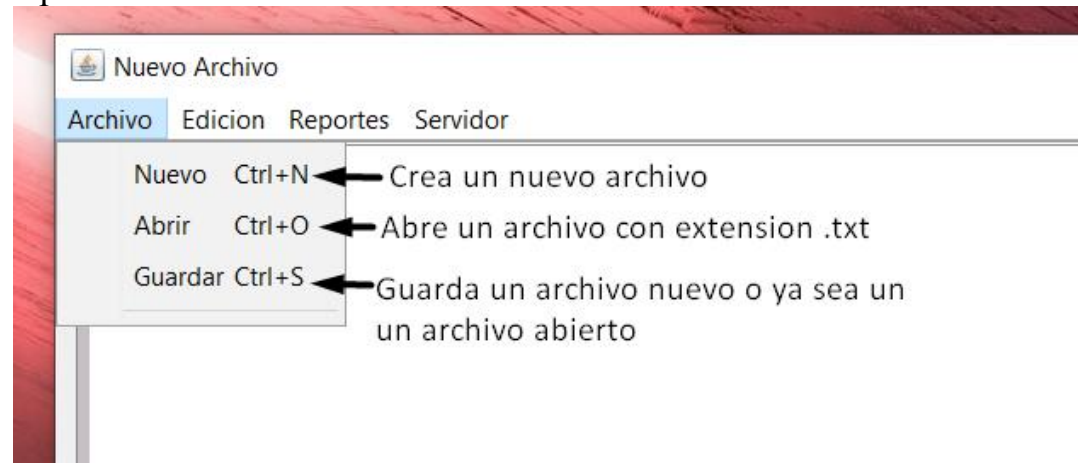 Nuevo Archivo
Archivo Edicion Reportes Servidor
Nuevo Ctrl+N Crea un nuevo archivo
Abrir Ctrl+O Abre un archivo con extension .txt
Guardar Ctrl+S Guarda un archivo nuevo o ya sea un
un archivo abierto